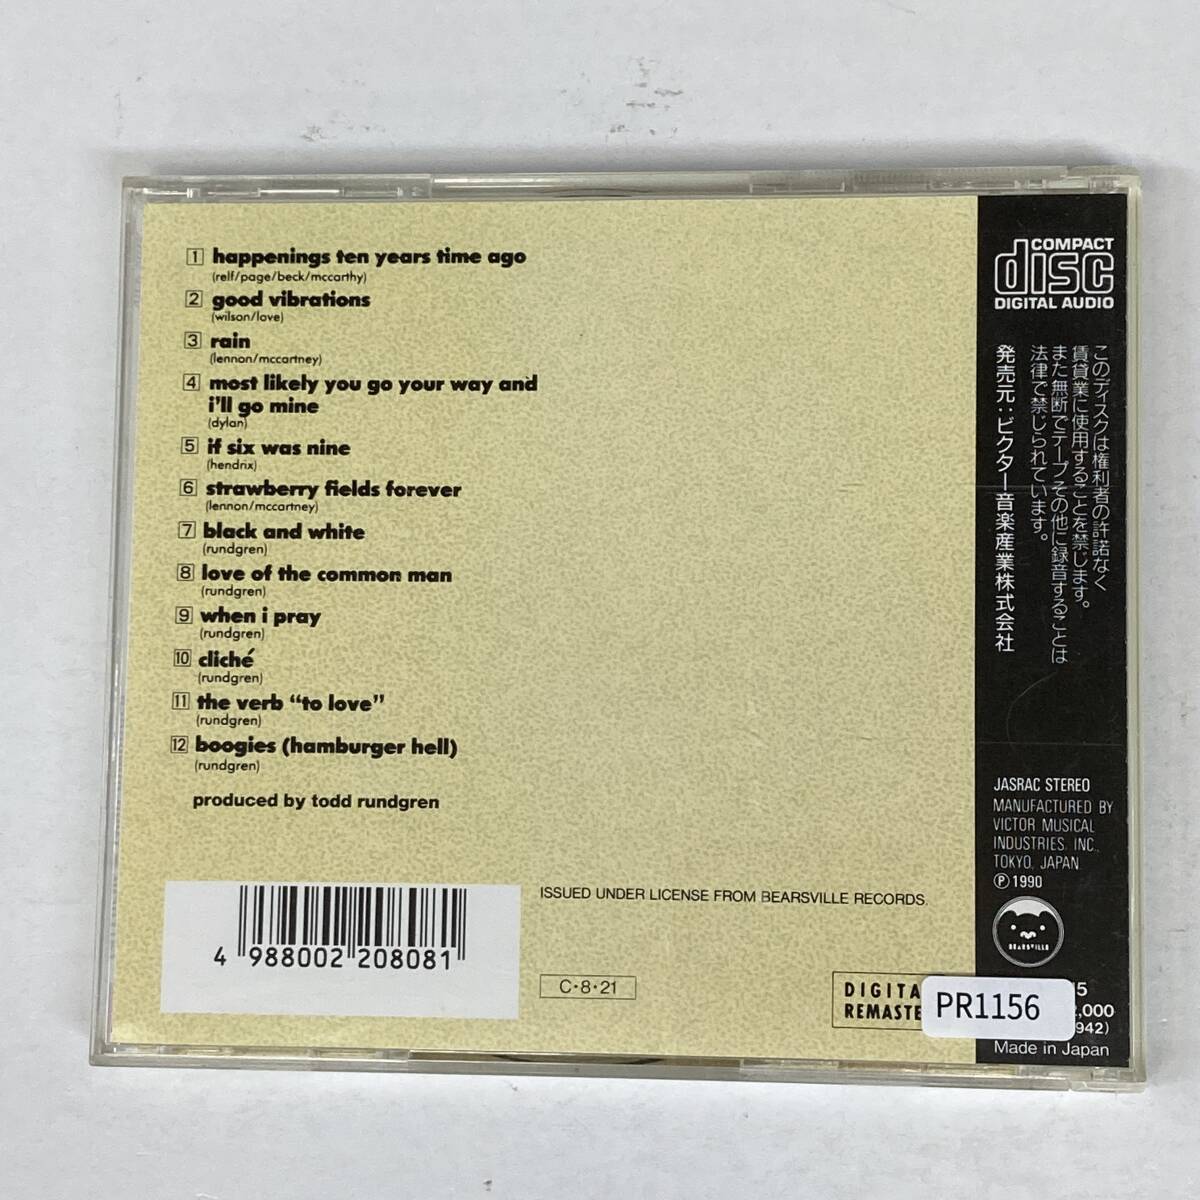 1 happenings ten years time ago
(relf/page/beck/mccarthy)
2 good vibrations
(wilson/love)
3 rain
(lennon/mccartney)
4 most likely you go your way and
i'll go mine
(dylan)
5 if six was nine
(hendrix)
6 strawberry fields forever
(lennon/mccartney)
7 black and white
(rundgren)
8 love of the common man
(rundgren)
9 when i pray
(rundgren)
10 cliché
(rundgren)
11 the verb “to love”
(rundgren)
12 boogies (hamburger hell)
(rundgren)
produced by todd rundgren
4 988002 208081
ISSUED UNDER LICENSE FROM BEARSVILLE RECORDS.
C・8・21
DIGITA
REMASTE
PR1156
COMPACT
disc
DIGITAL AUDIO
このディスクは権利者の許諾なく
賃貸業に使用することを禁じます。
また無断でテープその他に録音することは
法律で禁じられています。
発売元:ビクター音楽産業株式会社
JASRAC STEREO
MANUFACTURED BY
VICTOR MUSICAL
INDUSTRIES, INC.,
TOKYO, JAPAN
Ⓟ 1990
BEARSVILLE
15
2,000
942)
Made in Japan